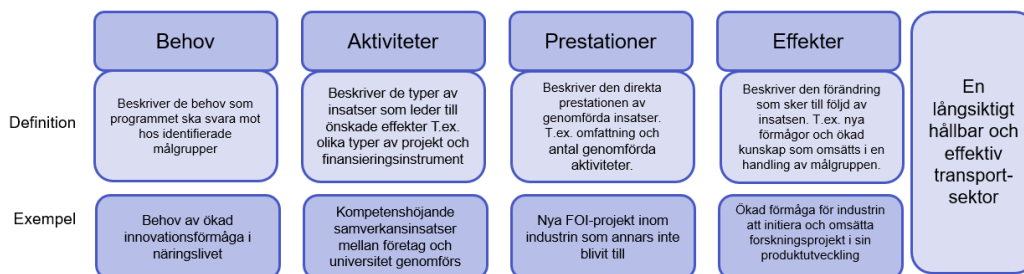 Behov
Aktiviteter
Prestationer
Effekter
Definition
Beskriver de behov som
programmet ska svara mot
hos identifierade
målgrupper
Beskriver de typer av
insatser som leder till
önskade effekter T.ex.
olika typer av projekt och
finansieringsinstrument
Beskriver den direkta
prestationen av
genomförda insatser.
T.ex. omfattning och
antal genomförda
aktiviteter.
Beskriver den förändring
som sker till följd av
insatsen. T.ex. nya
förmågor och ökad
kunskap som omsätts i en
handling av målgruppen.
Exempel
Behov av ökad
innovationsförmåga i
näringslivet
Kompetenshöjande
samverkansinsatser
mellan företag och
universitet genomförs
Nya FOI-projekt inom
industrin som annars inte
blivit till
Ökad förmåga för industrin
att initiera och omsätta
forskningsprojekt i sin
produktutveckling
En
långsiktigt
hållbar och
effektiv
transport-
sektor